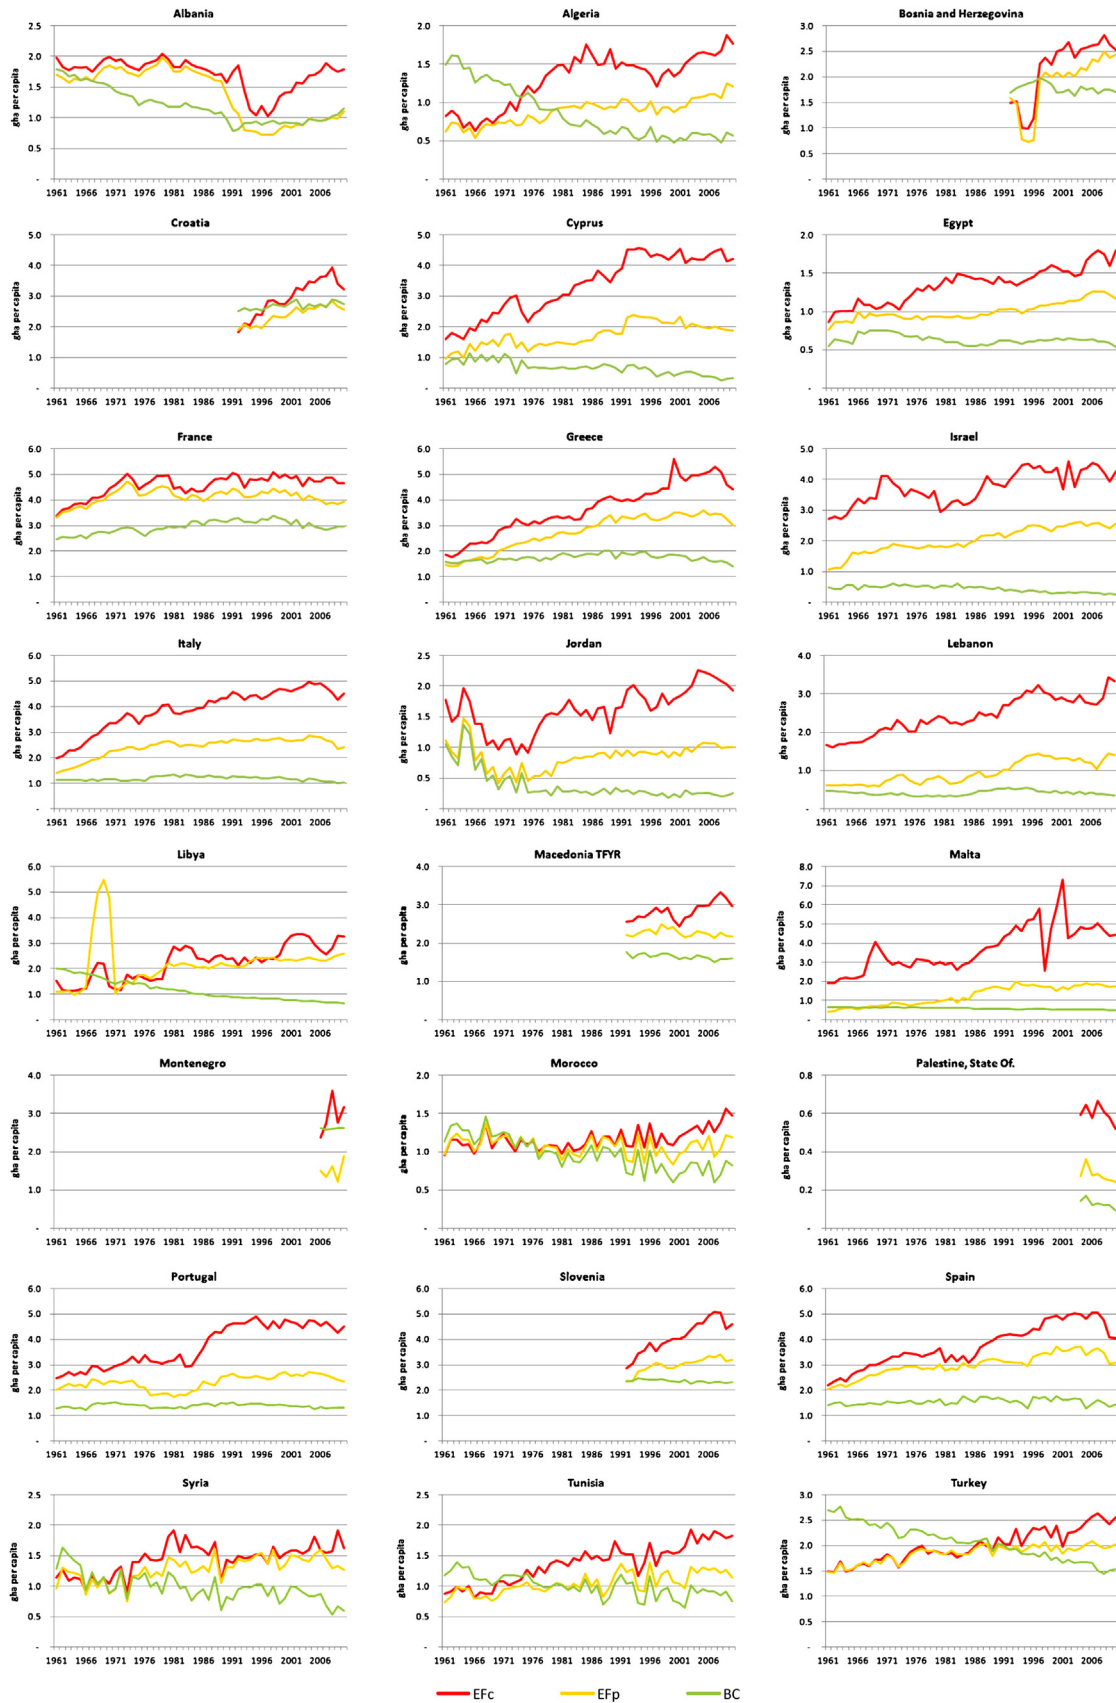 Albania
gha per capita
2.5
2.0
1.5
1.0
0.5
-
1961 1966 1971 1976 1981 1986 1991 1996 2001 2006
Algeria
gha per capita
2.0
1.5
1.0
0.5
-
1961 1966 1971 1976 1981 1986 1991 1996 2001 2006
Bosnia and Herzegovina
gha per capita
3.0
2.5
2.0
1.5
1.0
0.5
-
1961 1966 1971 1976 1981 1986 1991 1996 2001 2006
Croatia
gha per capita
5.0
4.0
3.0
2.0
1.0
-
1961 1966 1971 1976 1981 1986 1991 1996 2001 2006
Cyprus
gha per capita
5.0
4.0
3.0
2.0
1.0
-
1961 1966 1971 1976 1981 1986 1991 1996 2001 2006
Egypt
gha per capita
2.0
1.5
1.0
0.5
-
1961 1966 1971 1976 1981 1986 1991 1996 2001 2006
France
gha per capita
6.0
5.0
4.0
3.0
2.0
1.0
-
1961 1966 1971 1976 1981 1986 1991 1996 2001 2006
Greece
gha per capita
6.0
5.0
4.0
3.0
2.0
1.0
-
1961 1966 1971 1976 1981 1986 1991 1996 2001 2006
Israel
gha per capita
5.0
4.0
3.0
2.0
1.0
-
1961 1966 1971 1976 1981 1986 1991 1996 2001 2006
Italy
gha per capita
6.0
5.0
4.0
3.0
2.0
1.0
-
1961 1966 1971 1976 1981 1986 1991 1996 2001 2006
Jordan
gha per capita
2.5
2.0
1.5
1.0
0.5
-
1961 1966 1971 1976 1981 1986 1991 1996 2001 2006
Lebanon
gha per capita
4.0
3.0
2.0
1.0
-
1961 1966 1971 1976 1981 1986 1991 1996 2001 2006
Libya
gha per capita
6.0
5.0
4.0
3.0
2.0
1.0
-
1961 1966 1971 1976 1981 1986 1991 1996 2001 2006
Macedonia TFYR
gha per capita
4.0
3.0
2.0
1.0
-
1961 1966 1971 1976 1981 1986 1991 1996 2001 2006
Malta
gha per capita
8.0
7.0
6.0
5.0
4.0
3.0
2.0
1.0
-
1961 1966 1971 1976 1981 1986 1991 1996 2001 2006
Montenegro
gha per capita
4.0
3.0
2.0
1.0
-
1961 1966 1971 1976 1981 1986 1991 1996 2001 2006
Morocco
gha per capita
2.0
1.5
1.0
0.5
-
1961 1966 1971 1976 1981 1986 1991 1996 2001 2006
Palestine, State Of.
gha per capita
0.8
0.6
0.4
0.2
-
1961 1966 1971 1976 1981 1986 1991 1996 2001 2006
Portugal
gha per capita
6.0
5.0
4.0
3.0
2.0
1.0
-
1961 1966 1971 1976 1981 1986 1991 1996 2001 2006
Slovenia
gha per capita
6.0
5.0
4.0
3.0
2.0
1.0
-
1961 1966 1971 1976 1981 1986 1991 1996 2001 2006
Spain
gha per capita
6.0
5.0
4.0
3.0
2.0
1.0
-
1961 1966 1971 1976 1981 1986 1991 1996 2001 2006
Syria
gha per capita
2.5
2.0
1.5
1.0
0.5
-
1961 1966 1971 1976 1981 1986 1991 1996 2001 2006
Tunisia
gha per capita
2.5
2.0
1.5
1.0
0.5
-
1961 1966 1971 1976 1981 1986 1991 1996 2001 2006
Turkey
gha per capita
3.0
2.5
2.0
1.5
1.0
0.5
-
1961 1966 1971 1976 1981 1986 1991 1996 2001 2006
EFc EFp BC